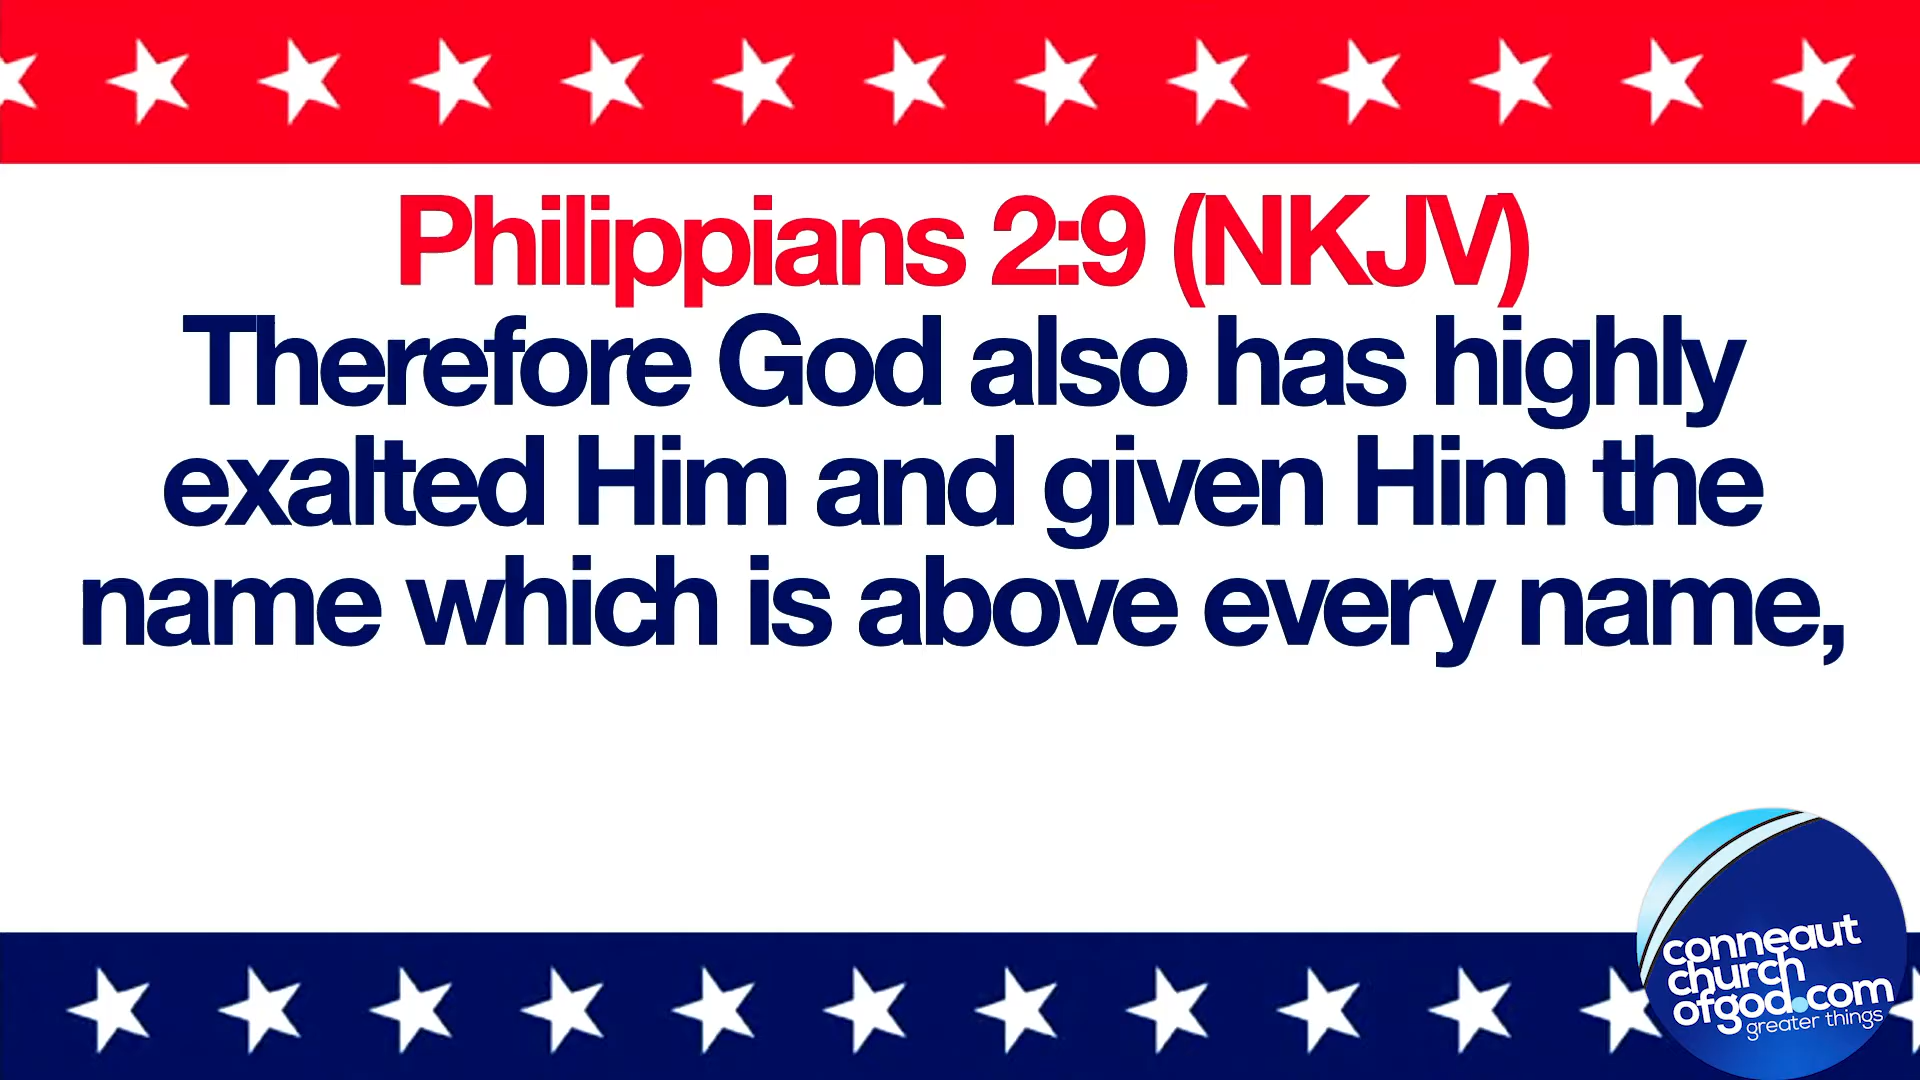 Philippians 2:9 (NKJV)
Therefore God also has highly
exalted Him and given Him the
name which is above every name,
conneaut
church
ofgod.com
greater things